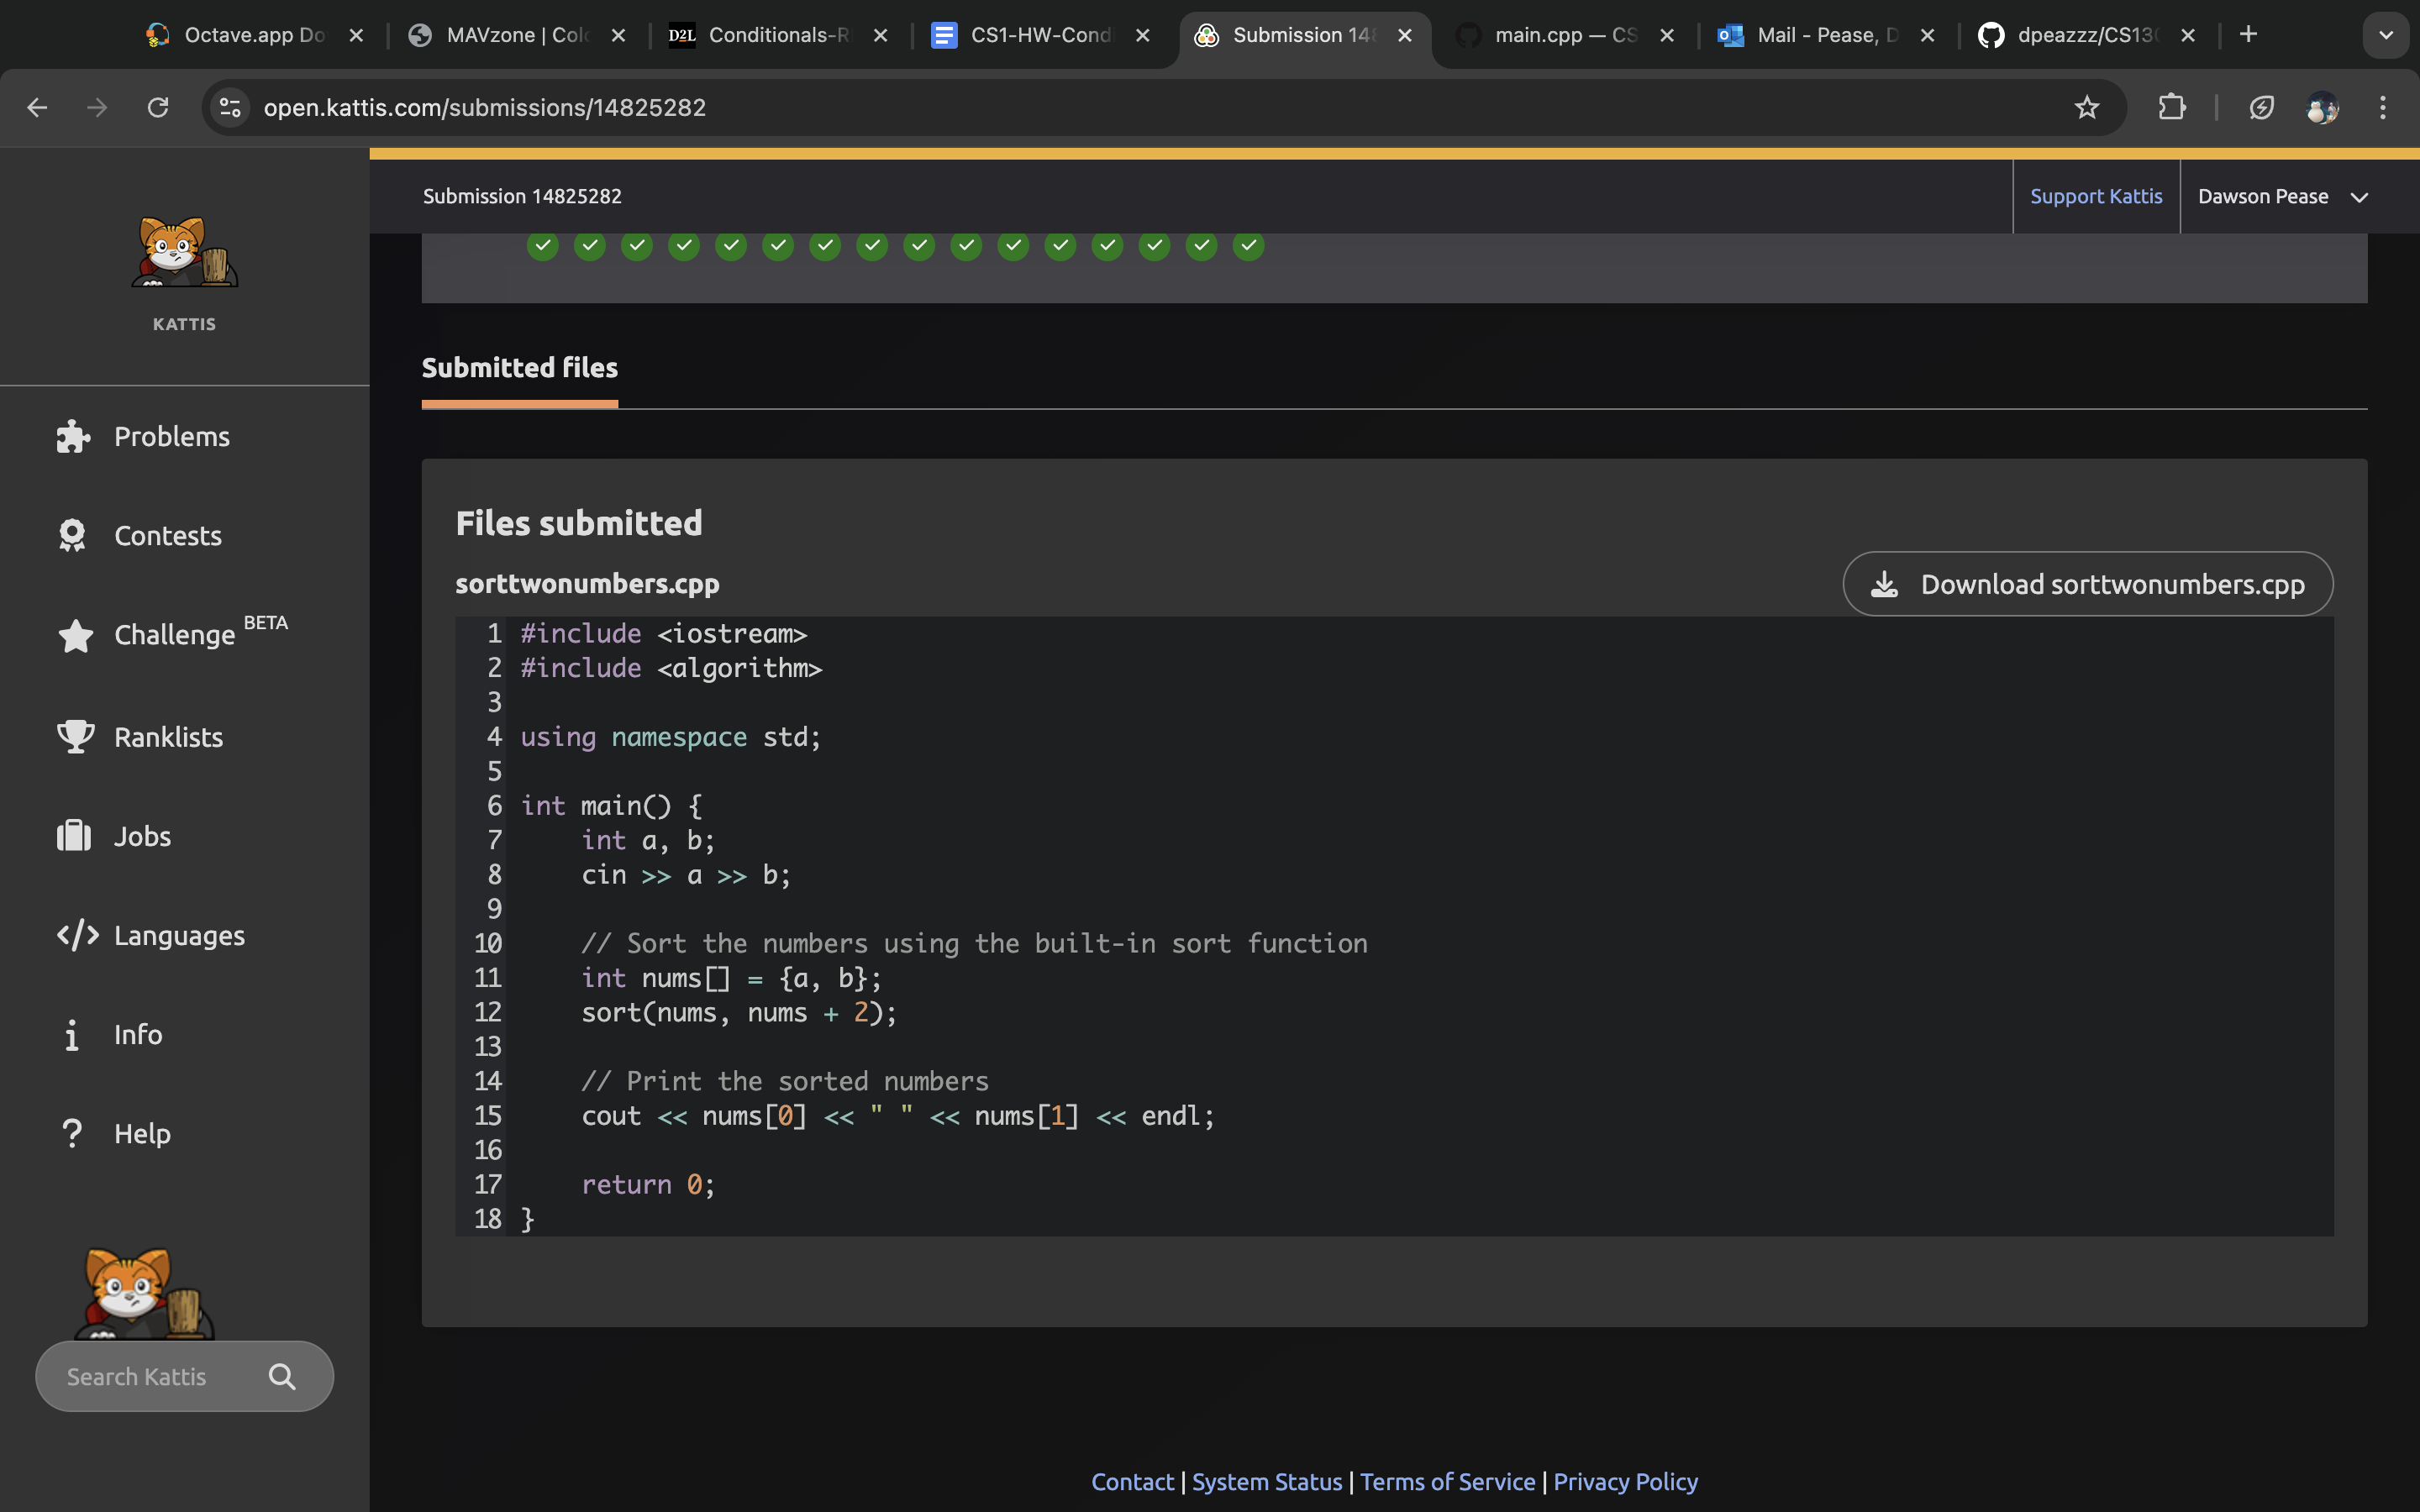 Octave.app Do
MAVzone | Colo
D2L Conditionals-R
CS1-HW-Condi
Submission 148
main.cpp — CS
Mail - Pease, D
dpeazzz/CS130
open.kattis.com/submissions/14825282
Submission 14825282
Support Kattis
Dawson Pease
KATTIS
Problems
Contests
Challenge BETA
Ranklists
Jobs
Languages
Info
Help
Search Kattis
Submitted files
Files submitted
sorttwonumbers.cpp
Download sorttwonumbers.cpp
1 #include <iostream>
2 #include <algorithm>
3
4 using namespace std;
5
6 int main() {
7     int a, b;
8     cin >> a >> b;
9
10     // Sort the numbers using the built-in sort function
11     int nums[] = {a, b};
12     sort(nums, nums + 2);
13
14     // Print the sorted numbers
15     cout << nums[0] << " " << nums[1] << endl;
16
17     return 0;
18 }
Contact | System Status | Terms of Service | Privacy Policy